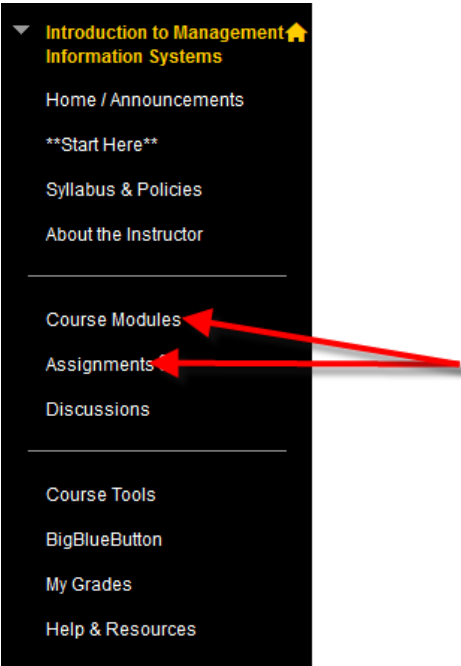 Introduction to Management
Information Systems
Home / Announcements
**Start Here**
Syllabus & Policies
About the Instructor
Course Modules
Assignments
Discussions
Course Tools
BigBlueButton
My Grades
Help & Resources